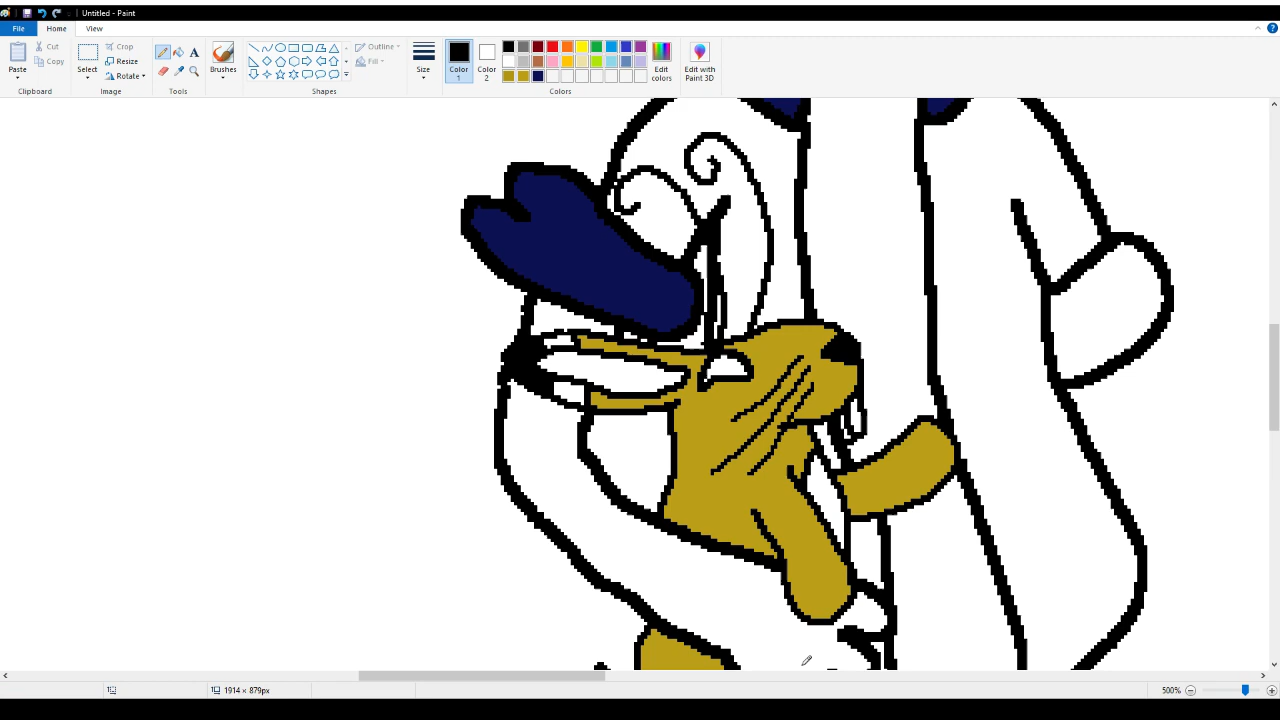 Untitled - Paint
File Home View
Paste
Cut
Copy
Clipboard
Select
Crop
Resize
Rotate
Image
A
Tools
Brushes
Shapes
Outline
Fill
Size
Color 1
Color 2
Edit colors
Colors
Edit with Paint 3D
1914 × 879px
500%